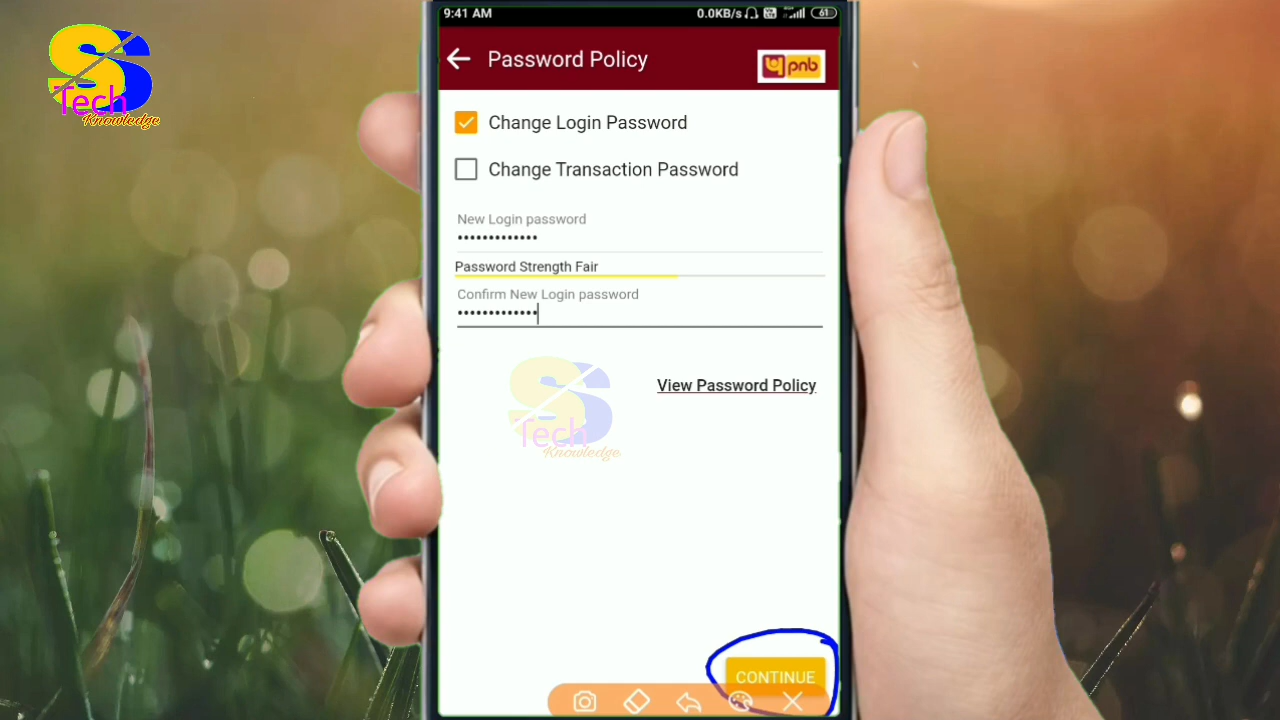 S
Tech
Knowledge
9:41 AM
0.0KB/s
61
Password Policy
pnb
Change Login Password
Change Transaction Password
New Login password
•••••••••••••
Password Strength Fair
Confirm New Login password
•••••••••••••
View Password Policy
S
Tech
Knowledge
CONTINUE